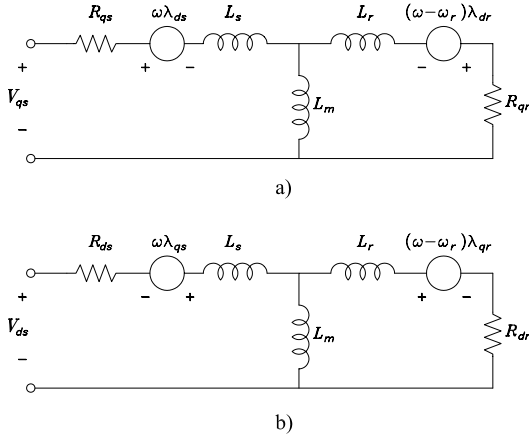 R_qs ωλ_ds L_s L_r (ω−ω_r)λ_dr
+ + − − +
V_qs L_m R_qr
−
a)
R_ds ωλ_qs L_s L_r (ω−ω_r)λ_qr
+ − + + −
V_ds L_m R_dr
−
b)